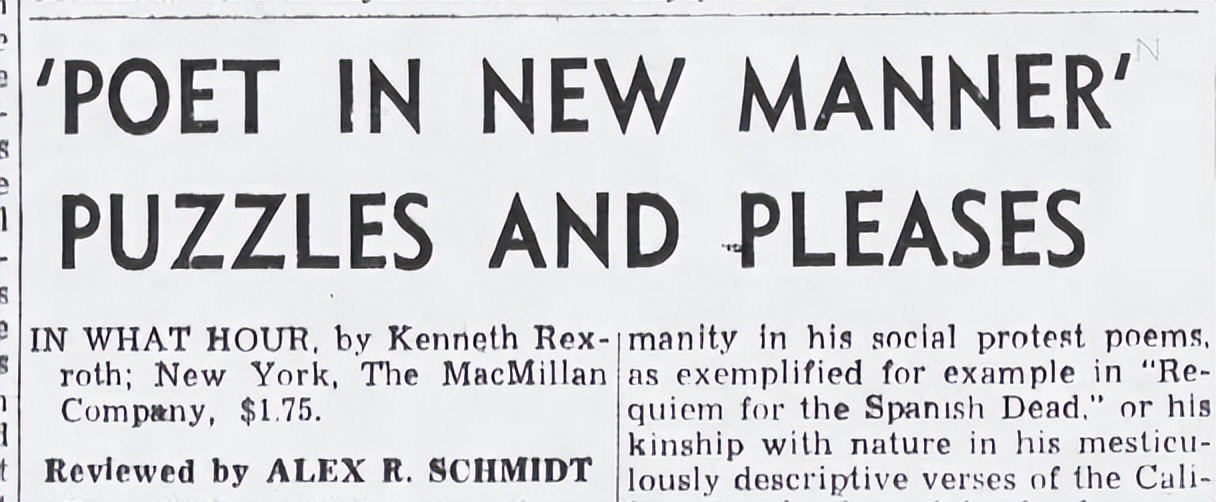 'POET IN NEW MANNER'
PUZZLES AND PLEASES
IN WHAT HOUR, by Kenneth Rex-
roth; New York, The MacMillan
Company, $1.75.
Reviewed by ALEX R. SCHMIDT
manity in his social protest poems,
as exemplified for example in "Re-
quiem for the Spanish Dead," or his
kinship with nature in his mesticu-
lously descriptive verses of the Cali-